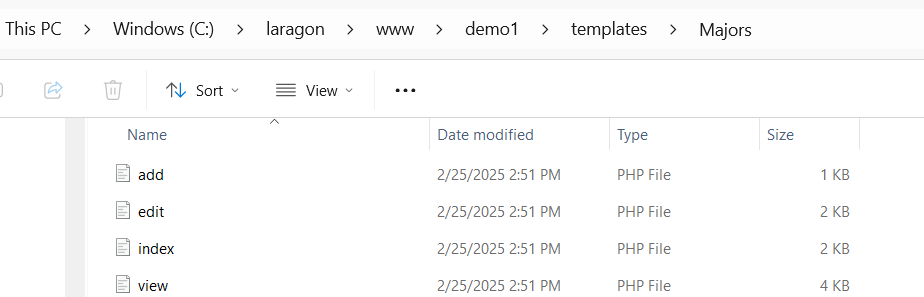 This PC > Windows (C:) > laragon > www > demo1 > templates > Majors
Sort View ...
Name Date modified Type Size
add 2/25/2025 2:51 PM PHP File 1 KB
edit 2/25/2025 2:51 PM PHP File 2 KB
index 2/25/2025 2:51 PM PHP File 2 KB
view 2/25/2025 2:51 PM PHP File 4 KB